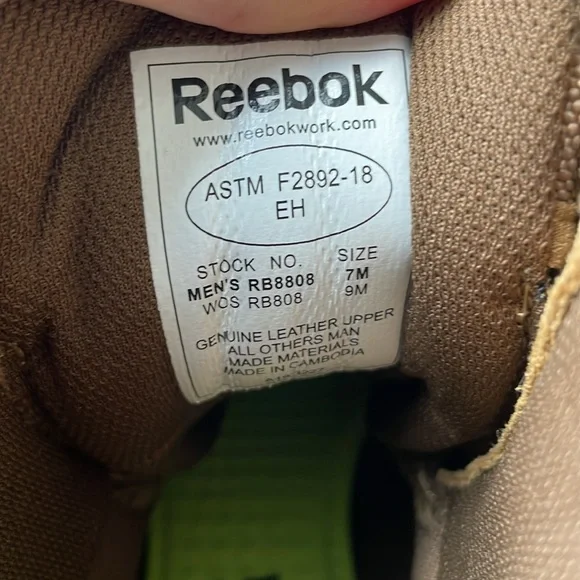 Reebok
www.reebokwork.com
ASTM F2892-18
EH
STOCK NO. SIZE
MEN'S RB8808 7M
WOS RB808 9M
GENUINE LEATHER UPPER
ALL OTHERS MAN
MADE MATERIALS
MADE IN CAMBODIA